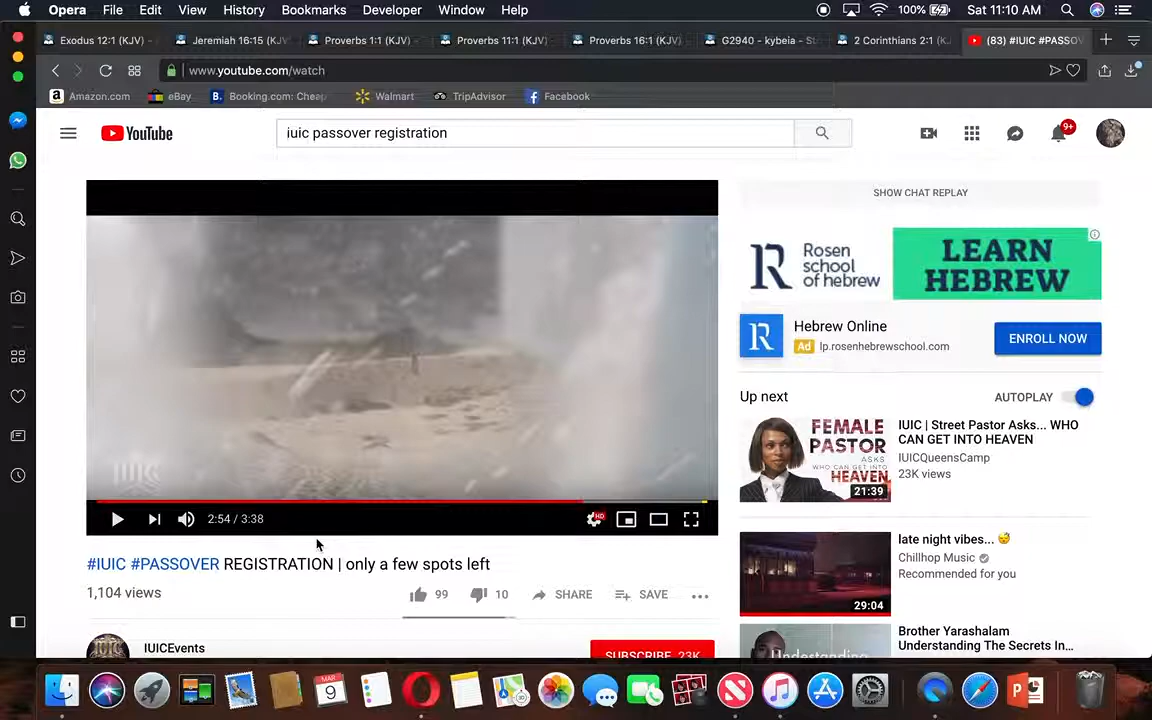 Opera File Edit View History Bookmarks Developer Window Help 100% Sat 11:10 AM
Exodus 12:1 (KJV) - Jeremiah 16:15 (KJV Proverbs 1:1 (KJV) - Proverbs 11:1 (KJV) Proverbs 16:1 (KJV) G2940 - kybeia - St 2 Corinthians 2:1 (K (83) #IUIC #PASSOV
www.youtube.com/watch
Amazon.com eBay Booking.com: Cheap Walmart TripAdvisor Facebook
YouTube iuic passover registration 9+
SHOW CHAT REPLAY
Rosen
school
of hebrew
LEARN
HEBREW
Hebrew Online
Ad lp.rosenhebrewschool.com
ENROLL NOW
Up next AUTOPLAY
FEMALE
PASTOR
ASKS
WHO CAN GET INTO
HEAVEN
21:39
IUIC | Street Pastor Asks... WHO
CAN GET INTO HEAVEN
IUICQueensCamp
23K views
IUIC
2:54 / 3:38 HD
#IUIC #PASSOVER REGISTRATION | only a few spots left
1,104 views 99 10 SHARE SAVE
late night vibes...
Chillhop Music
Recommended for you
29:04
IUICEvents
SUBSCRIBE 23K
Understanding
Brother Yarashalam
Understanding The Secrets In...
MAR
9